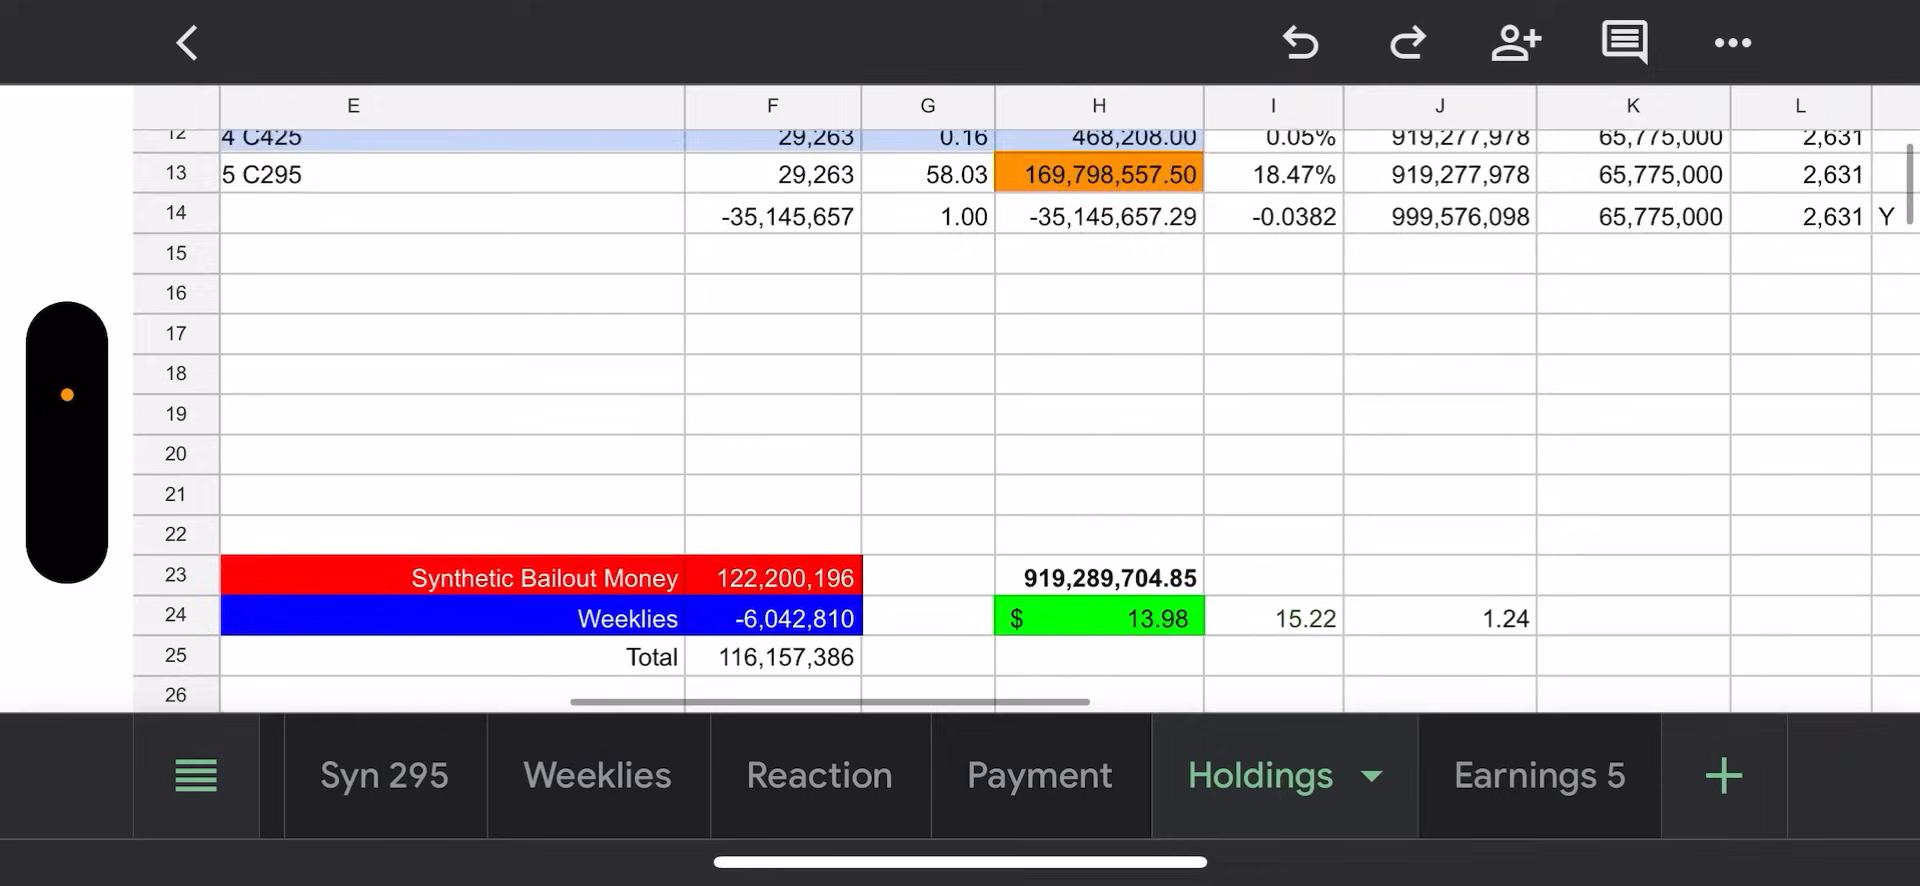 E F G H I J K L
12 4 C425 29,263 0.16 468,208.00 0.05% 919,277,978 65,775,000 2,631
13 5 C295 29,263 58.03 169,798,557.50 18.47% 919,277,978 65,775,000 2,631
14 -35,145,657 1.00 -35,145,657.29 -0.0382 999,576,098 65,775,000 2,631 Y
15
16
17
18
19
20
21
22
23 Synthetic Bailout Money 122,200,196 919,289,704.85
24 Weeklies -6,042,810 $ 13.98 15.22 1.24
25 Total 116,157,386
26
Syn 295 Weeklies Reaction Payment Holdings Earnings 5